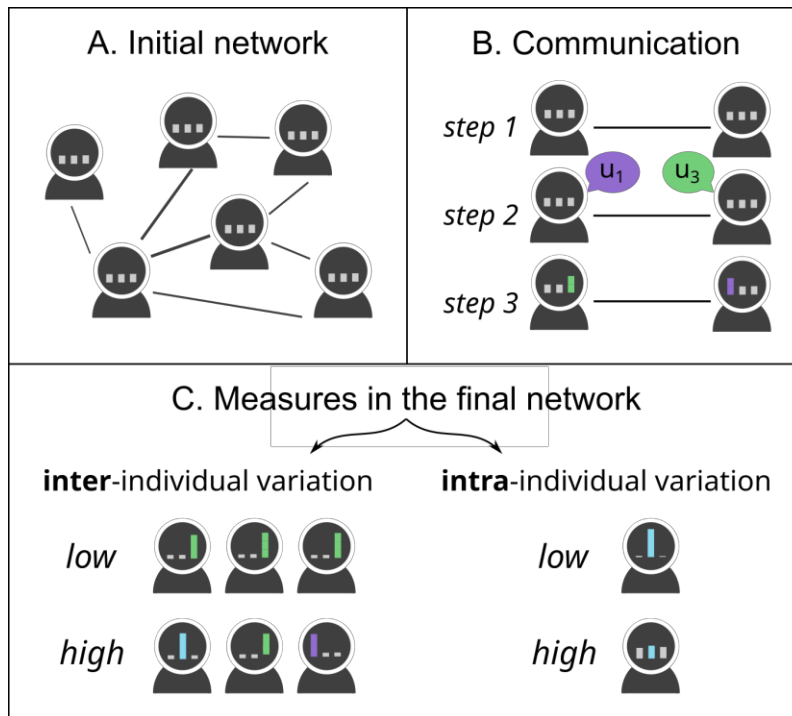 A. Initial network
B. Communication
step 1
u₁
u₃
step 2
step 3
C. Measures in the final network
inter-individual variation
intra-individual variation
low
low
high
high